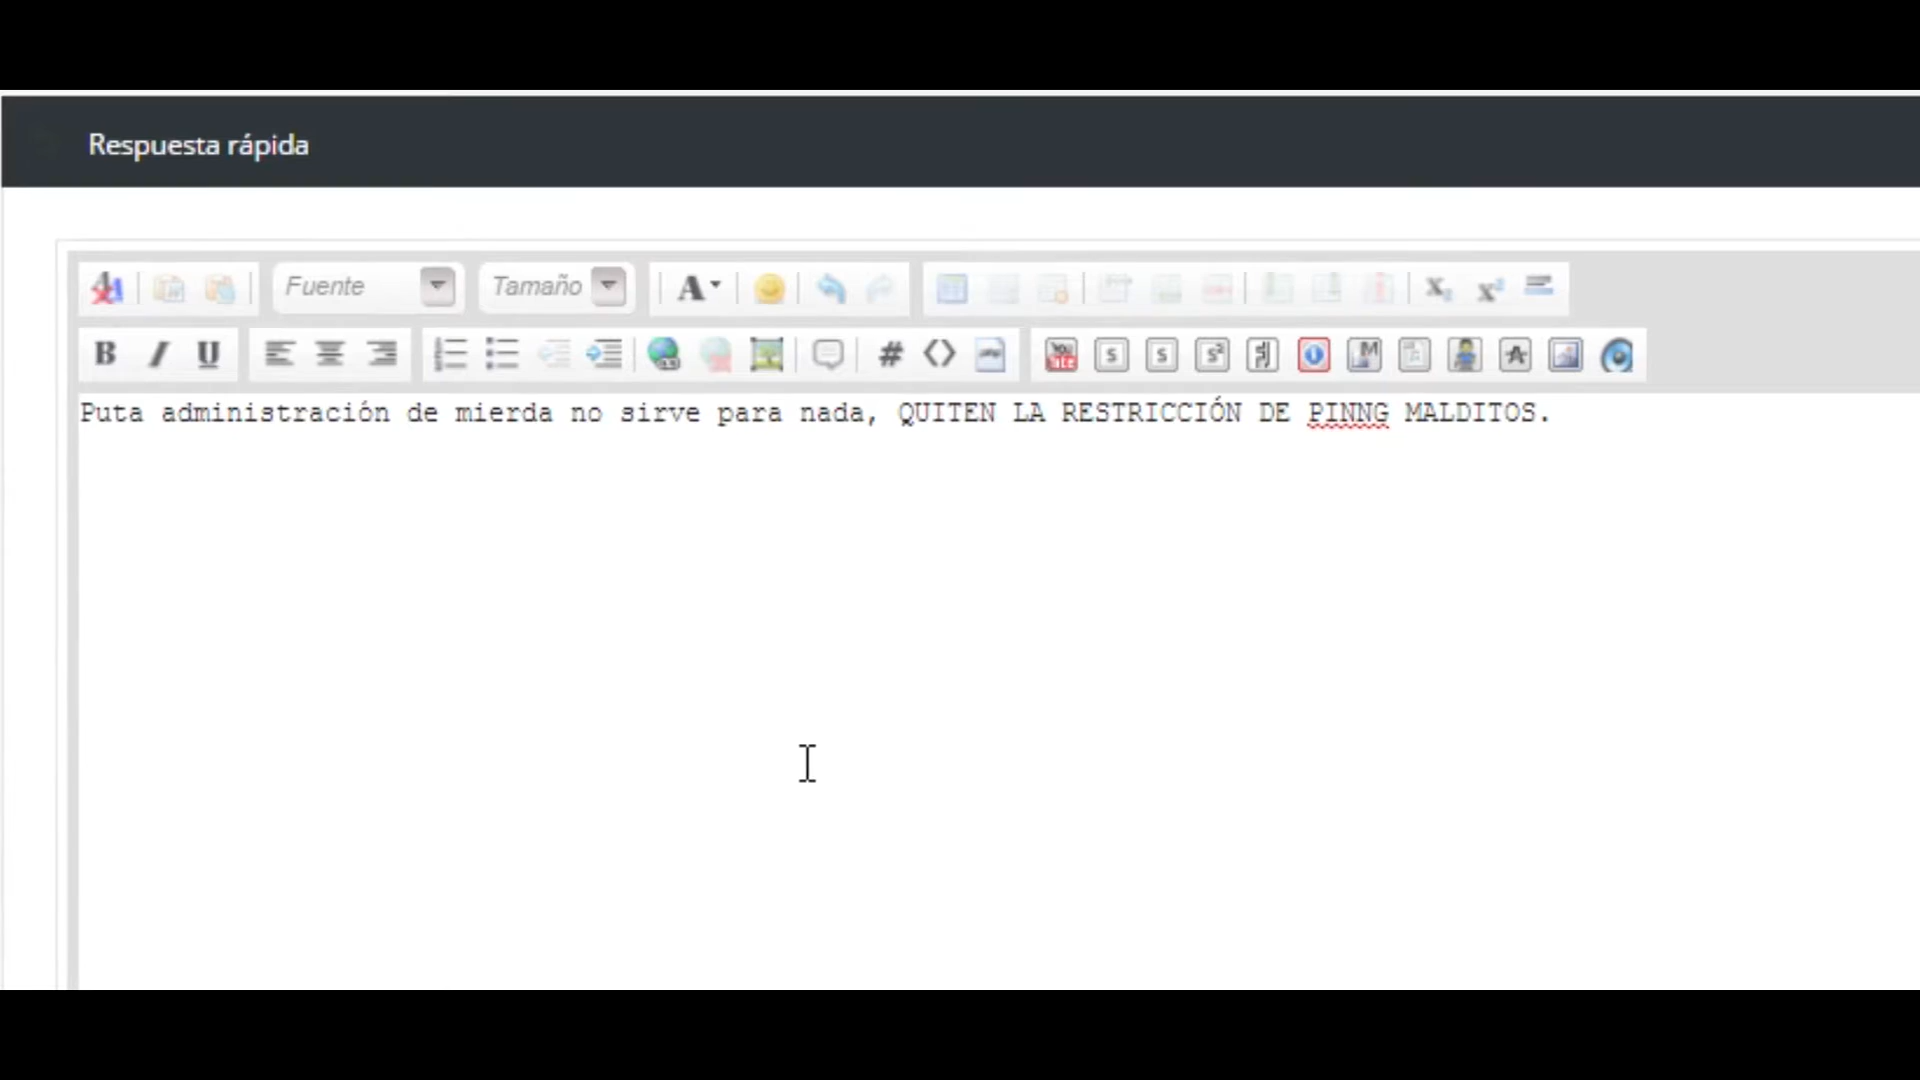 Respuesta rápida
Fuente Tamaño
Puta administración de mierda no sirve para nada, QUITEN LA RESTRICCIÓN DE PINNG MALDITOS.